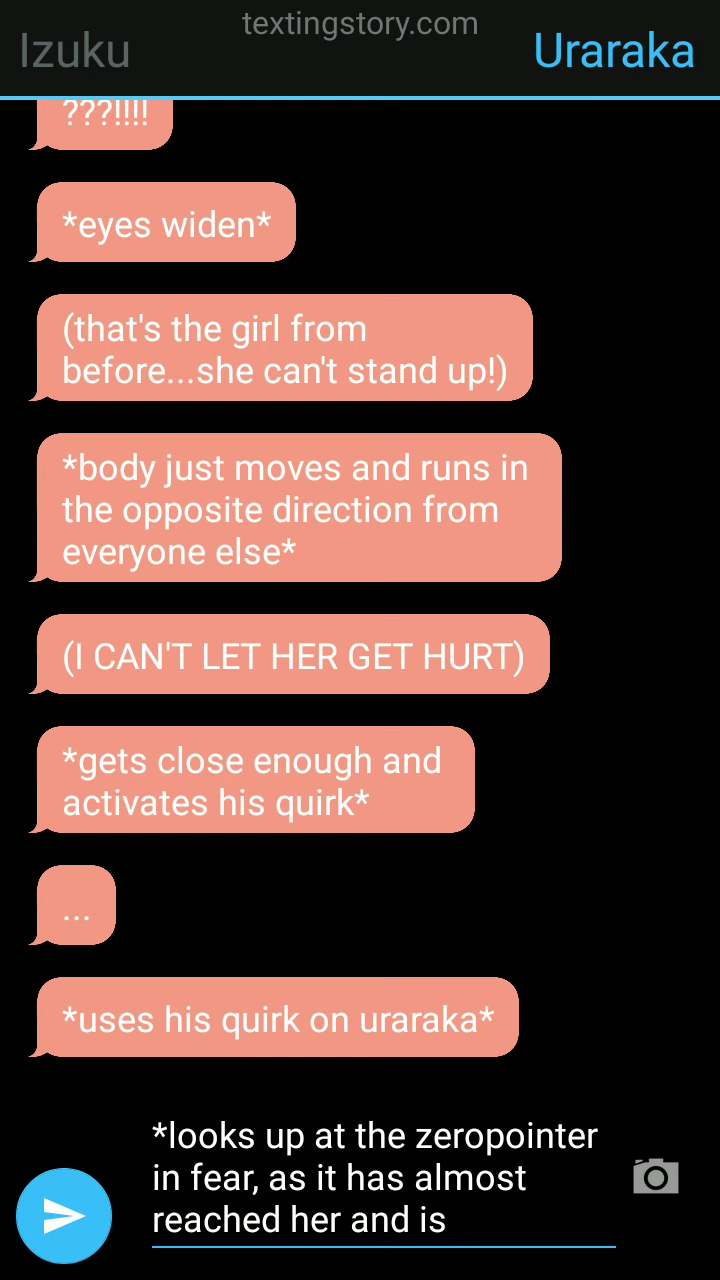 textingstory.com
Izuku
Uraraka
???!!!!
*eyes widen*
(that's the girl from
before...she can't stand up!)
*body just moves and runs in
the opposite direction from
everyone else*
(I CAN'T LET HER GET HURT)
*gets close enough and
activates his quirk*
...
*uses his quirk on uraraka*
*looks up at the zeropointer
in fear, as it has almost
reached her and is